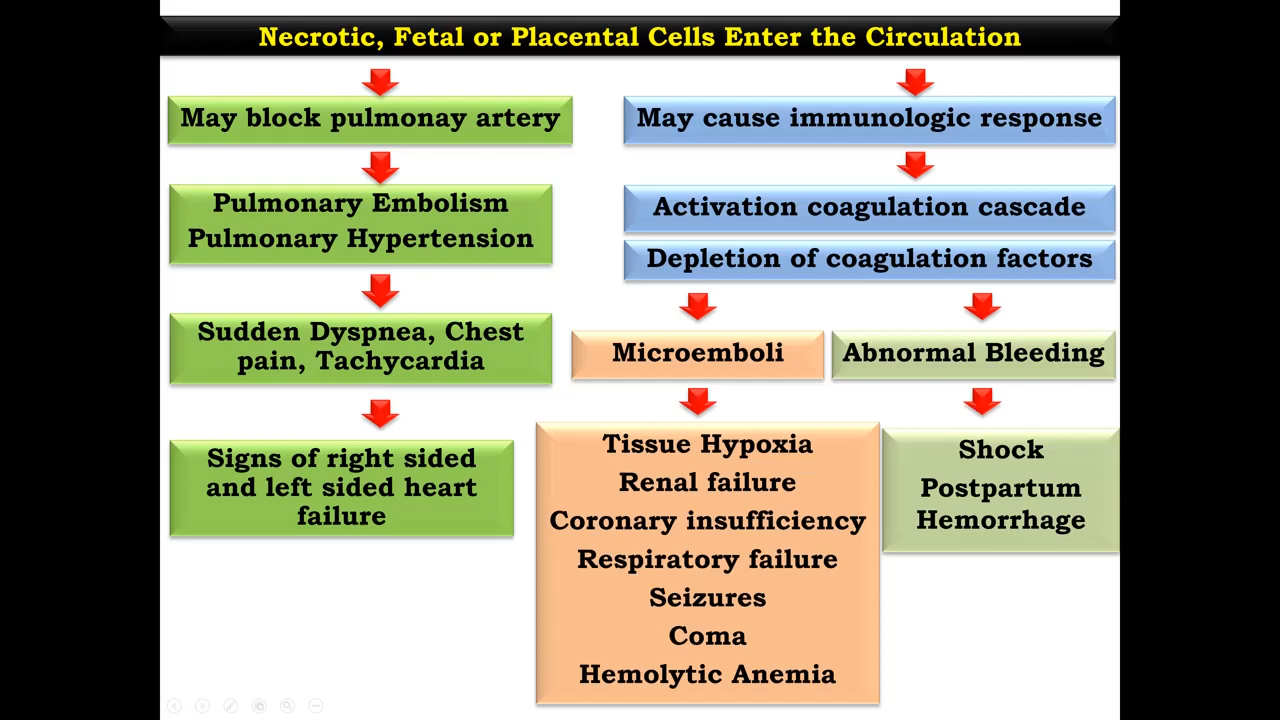 Necrotic, Fetal or Placental Cells Enter the Circulation
May block pulmonay artery
Pulmonary Embolism
Pulmonary Hypertension
Sudden Dyspnea, Chest
pain, Tachycardia
Signs of right sided
and left sided heart
failure
May cause immunologic response
Activation coagulation cascade
Depletion of coagulation factors
Microemboli
Tissue Hypoxia
Renal failure
Coronary insufficiency
Respiratory failure
Seizures
Coma
Hemolytic Anemia
Abnormal Bleeding
Shock
Postpartum
Hemorrhage